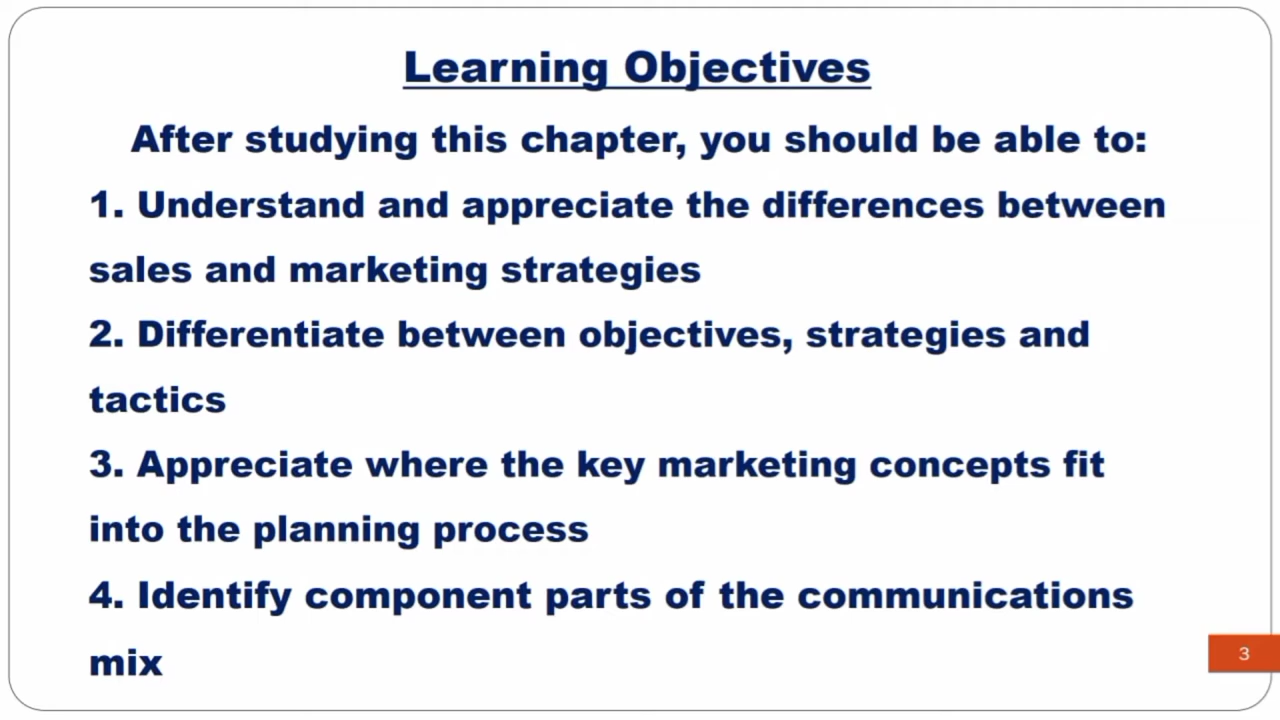 Learning Objectives
After studying this chapter, you should be able to:
1. Understand and appreciate the differences between
sales and marketing strategies
2. Differentiate between objectives, strategies and
tactics
3. Appreciate where the key marketing concepts fit
into the planning process
4. Identify component parts of the communications
mix
3